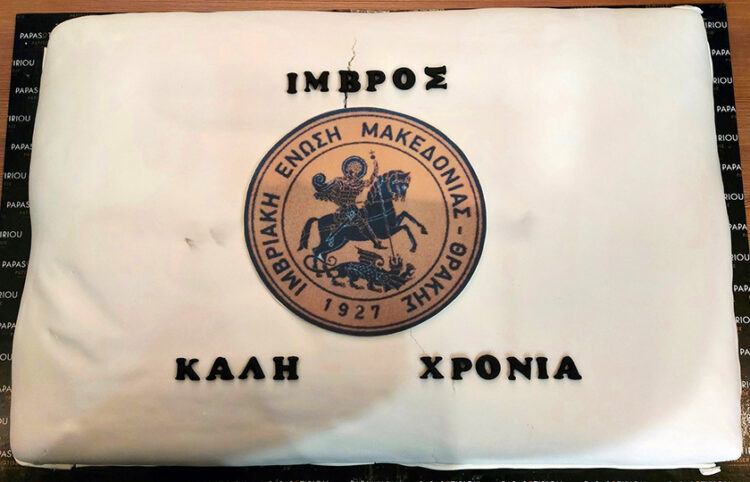 ΙΜΒΡΟΣ
ΙΜΒΡΙΑΚΗ ΕΝΩΣΗ ΜΑΚΕΔΟΝΙΑΣ - ΘΡΑΚΗΣ
1927
ΚΑΛΗ ΧΡΟΝΙΑ